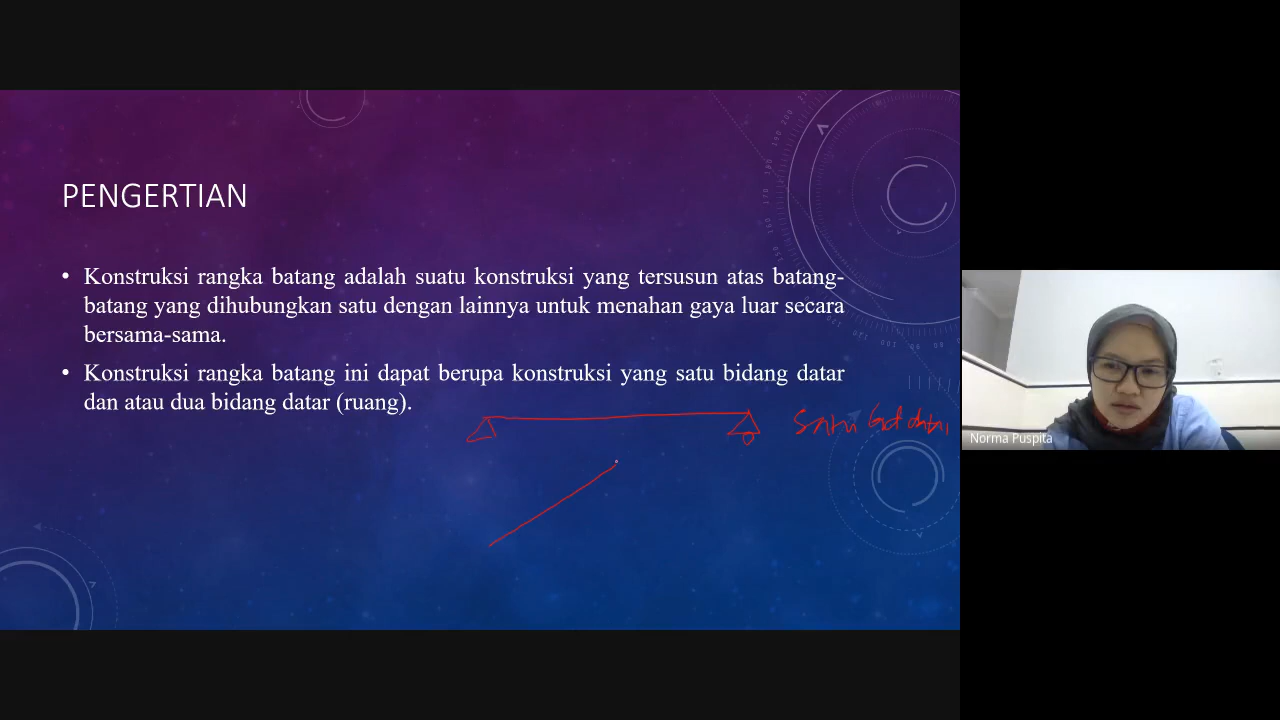 PENGERTIAN
• Konstruksi rangka batang adalah suatu konstruksi yang tersusun atas batang-
batang yang dihubungkan satu dengan lainnya untuk menahan gaya luar secara
bersama-sama.
• Konstruksi rangka batang ini dapat berupa konstruksi yang satu bidang datar
dan atau dua bidang datar (ruang).
Satu
Norma Puspita